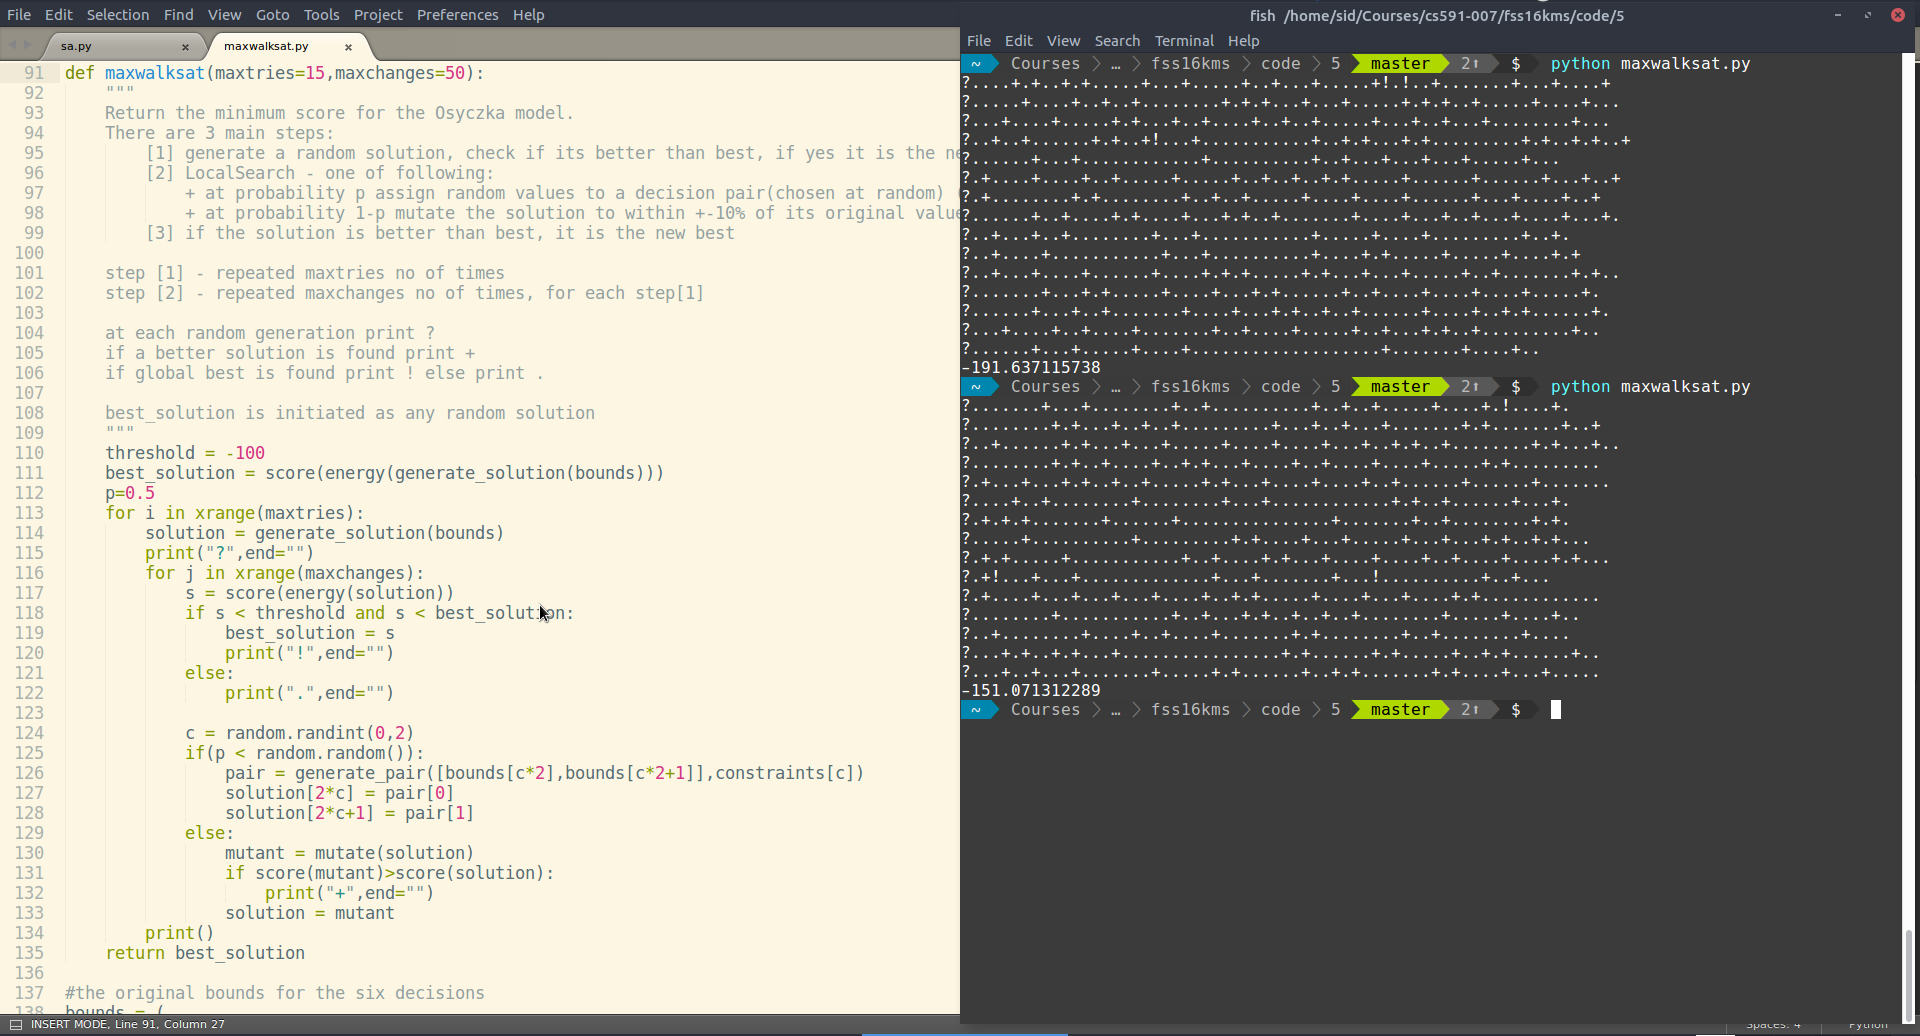 File Edit Selection Find View Goto Tools Project Preferences Help
sa.py × maxwalksat.py ×
91 def maxwalksat(maxtries=15,maxchanges=50):
92 """
93 Return the minimum score for the Osyczka model.
94 There are 3 main steps:
95 [1] generate a random solution, check if its better than best, if yes it is the ne
96 [2] LocalSearch - one of following:
97 + at probability p assign random values to a decision pair(chosen at random)
98 + at probability 1-p mutate the solution to within +-10% of its original value
99 [3] if the solution is better than best, it is the new best
100
101 step [1] - repeated maxtries no of times
102 step [2] - repeated maxchanges no of times, for each step[1]
103
104 at each random generation print ?
105 if a better solution is found print +
106 if global best is found print ! else print .
107
108 best_solution is initiated as any random solution
109 """
110 threshold = -100
111 best_solution = score(energy(generate_solution(bounds)))
112 p=0.5
113 for i in xrange(maxtries):
114 solution = generate_solution(bounds)
115 print("?",end="")
116 for j in xrange(maxchanges):
117 s = score(energy(solution))
118 if s < threshold and s < best_solution:
119 best_solution = s
120 print("!",end="")
121 else:
122 print(".",end="")
123
124 c = random.randint(0,2)
125 if(p < random.random()):
126 pair = generate_pair([bounds[c*2],bounds[c*2+1]],constraints[c])
127 solution[2*c] = pair[0]
128 solution[2*c+1] = pair[1]
129 else:
130 mutant = mutate(solution)
131 if score(mutant)>score(solution):
132 print("+",end="")
133 solution = mutant
134 print()
135 return best_solution
136
137 #the original bounds for the six decisions
138 bounds = (
INSERT MODE, Line 91, Column 27
Spaces: 4 Python
fish /home/sid/Courses/cs591-007/fss16kms/code/5
File Edit View Search Terminal Help
~ Courses > … > fss16kms > code > 5 master 2⬆ $ python maxwalksat.py
-191.637115738
~ Courses > … > fss16kms > code > 5 master 2⬆ $ python maxwalksat.py
-151.071312289
~ Courses > … > fss16kms > code > 5 master 2⬆ $